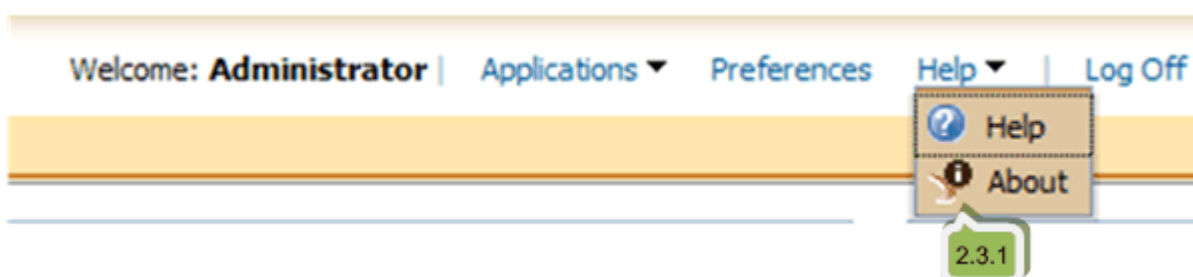 Welcome: Administrator | Applications ▼ Preferences Help ▼ | Log Off
Help
About
2.3.1